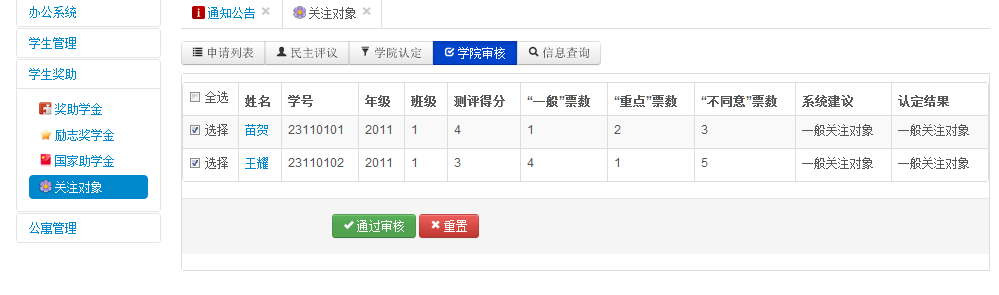 办公系统
学生管理
学生奖助
奖助学金
励志奖学金
国家助学金
关注对象
公寓管理
通知公告 关注对象
申请列表 民主评议 学院认定 学院审核 信息查询
全选 姓名 学号 年级 班级 测评得分 “一般”票数 “重点”票数 “不同意”票数 系统建议 认定结果
选择 苗贺 23110101 2011 1 4 1 2 3 一般关注对象 一般关注对象
选择 王耀 23110102 2011 1 3 4 1 5 一般关注对象 一般关注对象
通过审核 重置